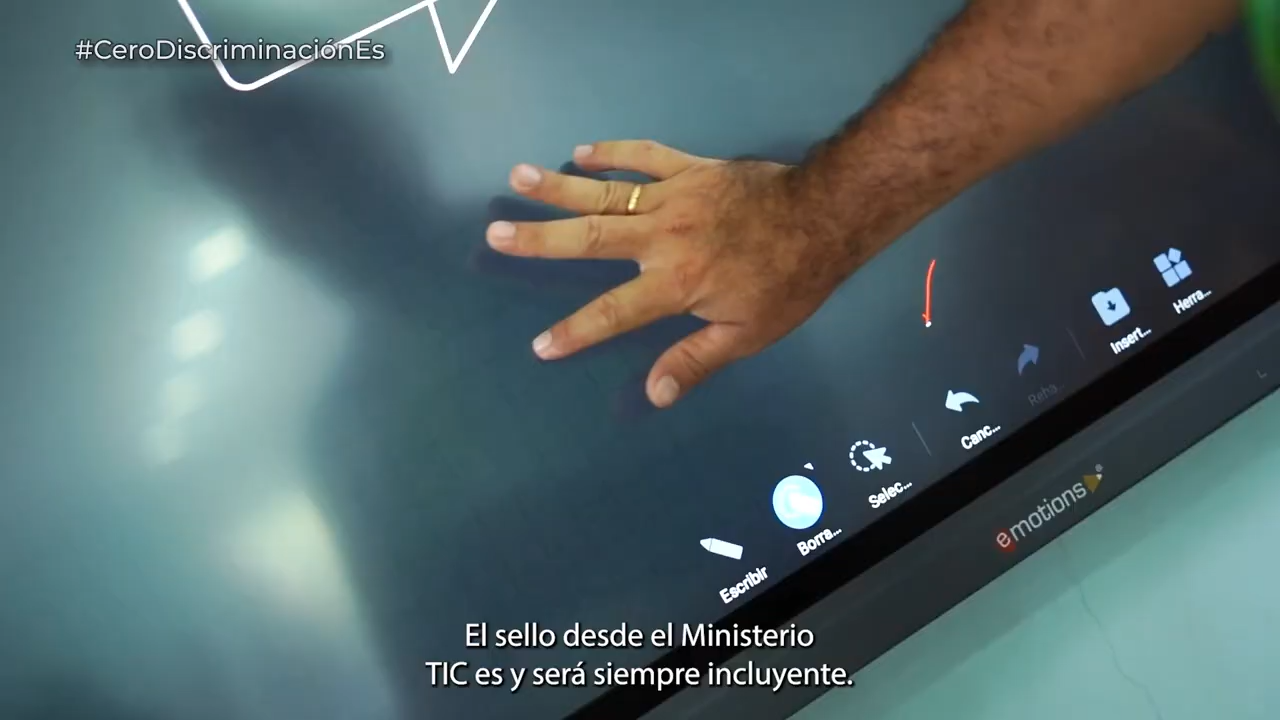 #CeroDiscriminaciónEs
Herra...
Insert...
Reha...
Canc...
Selec...
Borra...
Escribir
emotions
El sello desde el Ministerio
TIC es y será siempre incluyente.